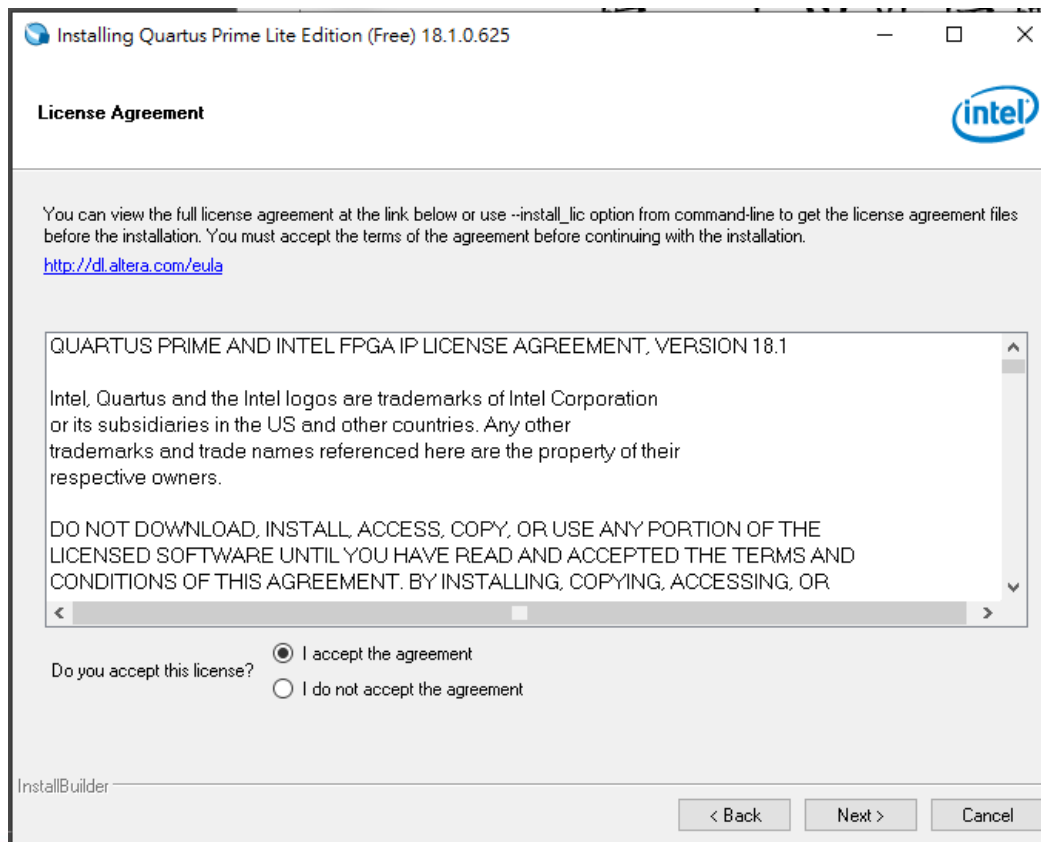 Installing Quartus Prime Lite Edition (Free) 18.1.0.625
License Agreement
intel
You can view the full license agreement at the link below or use --install_lic option from command-line to get the license agreement files
before the installation. You must accept the terms of the agreement before continuing with the installation.
http://dl.altera.com/eula
QUARTUS PRIME AND INTEL FPGA IP LICENSE AGREEMENT, VERSION 18.1
Intel, Quartus and the Intel logos are trademarks of Intel Corporation
or its subsidiaries in the US and other countries. Any other
trademarks and trade names referenced here are the property of their
respective owners.
DO NOT DOWNLOAD, INSTALL, ACCESS, COPY, OR USE ANY PORTION OF THE
LICENSED SOFTWARE UNTIL YOU HAVE READ AND ACCEPTED THE TERMS AND
CONDITIONS OF THIS AGREEMENT. BY INSTALLING, COPYING, ACCESSING, OR
Do you accept this license?
I accept the agreement
I do not accept the agreement
InstallBuilder
< Back
Next >
Cancel